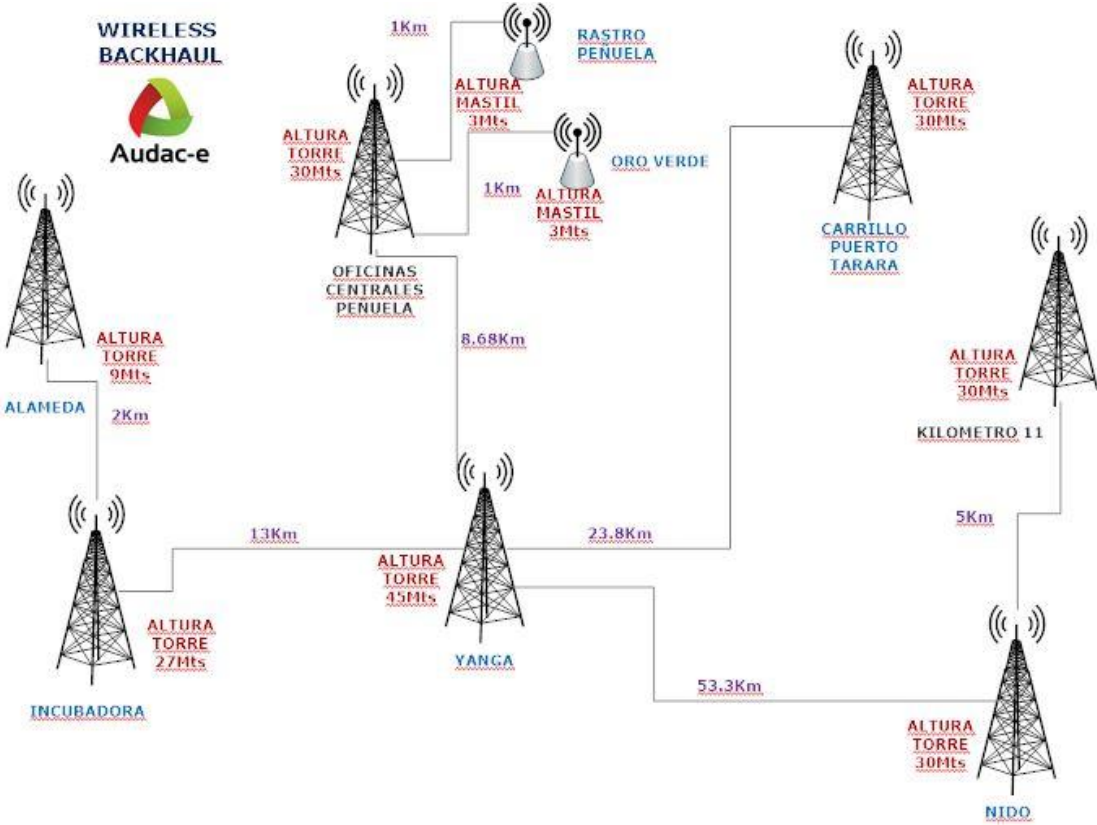 WIRELESS
BACKHAUL
Audac-e
1Km
RASTRO
PEÑUELA
ALTURA
MASTIL
3Mts
ALTURA
TORRE
30Mts
ORO VERDE
1Km
ALTURA
MASTIL
3Mts
ALTURA
TORRE
30Mts
CARRILLO
PUERTO
TARARA
OFICINAS
CENTRALES
PEÑUELA
ALTURA
TORRE
9Mts
ALAMEDA
2Km
8.68Km
ALTURA
TORRE
30Mts
KILOMETRO 11
5Km
13Km
23.8Km
ALTURA
TORRE
45Mts
YANGA
ALTURA
TORRE
27Mts
INCUBADORA
53.3Km
ALTURA
TORRE
30Mts
NIDO